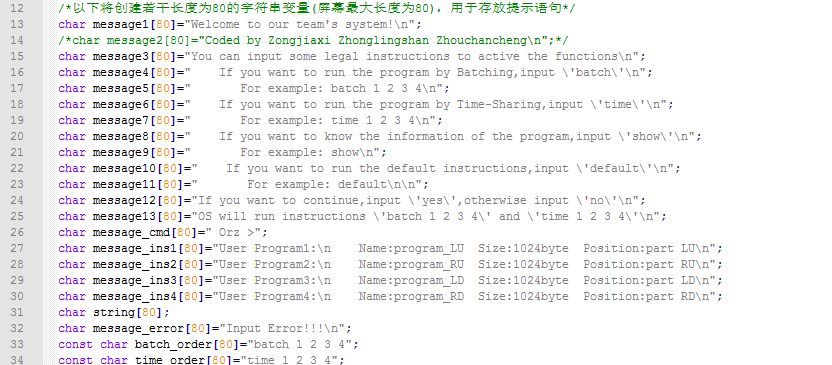 12 /*以下将创建若干长度为80的字符串变量(屏幕最大长度为80), 用于存放提示语句*/
13 char message1[80]="Welcome to our team's system!\n";
14 /*char message2[80]="Coded by Zongjiaxi Zhonglingshan Zhouchancheng\n";*/
15 char message3[80]="You can input some legal instructions to active the functions\n";
16 char message4[80]="    If you want to run the program by Batching,input \'batch\'\n";
17 char message5[80]="       For example: batch 1 2 3 4\n";
18 char message6[80]="    If you want to run the program by Time-Sharing,input \'time\'\n";
19 char message7[80]="       For example: time 1 2 3 4\n";
20 char message8[80]="    If you want to know the information of the program,input \'show\'\n";
21 char message9[80]="       For example: show\n";
22 char message10[80]="    If you want to run the default instructions,input \'default\'\n";
23 char message11[80]="       For example: default\n\n";
24 char message12[80]="If you want to continue,input \'yes\',otherwise input \'no\'\n";
25 char message13[80]="OS will run instructions \'batch 1 2 3 4\' and \'time 1 2 3 4\'\n";
26 char message_cmd[80]=" Orz >";
27 char message_ins1[80]="User Program1:\n    Name:program_LU  Size:1024byte  Position:part LU\n";
28 char message_ins2[80]="User Program2:\n    Name:program_RU  Size:1024byte  Position:part RU\n";
29 char message_ins3[80]="User Program3:\n    Name:program_LD  Size:1024byte  Position:part LD\n";
30 char message_ins4[80]="User Program4:\n    Name:program_RD  Size:1024byte  Position:part RD\n";
31 char string[80];
32 char message_error[80]="Input Error!!!\n";
33 const char batch_order[80]="batch 1 2 3 4";
34 const char time_order[80]="time 1 2 3 4";